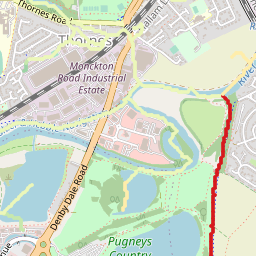 Thornes
Road
Thornes
Monckton
Road Industrial
Estate
River
Denby Dale Road
Pugneys
Country